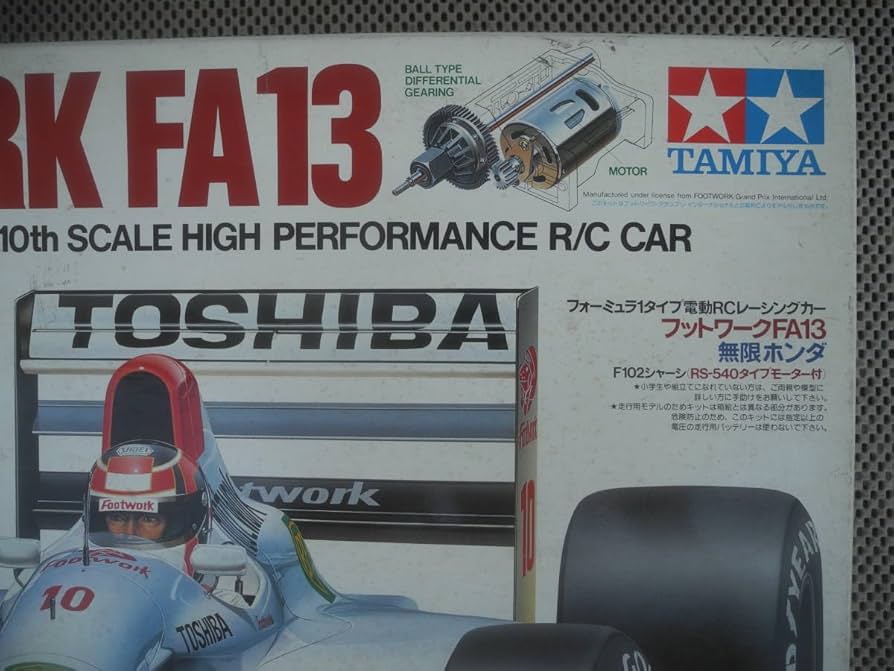 RK FA13
BALL TYPE
DIFFERENTIAL
GEARING
MOTOR
TAMIYA
Manufactured under license from FOOTWORK Grand Prix International Ltd.
10th SCALE HIGH PERFORMANCE R/C CAR
フォーミュラ1タイプ電動RCレーシングカー
フットワークFA13
無限ホンダ
F102シャーシ(RS-540タイプモーター付)
★小学生や組立てになれていない方は、ご両親や模型に
詳しい方に手助けをお願いして下さい。
★走行用モデルのためキットは箱絵とは異なる部分があります。
危険防止のため、このキットには指定以上の
電圧の走行用バッテリーは使わないで下さい。
TOSHIBA
Footwork
twork
Footwork
Footwork
10
10
TOSHIBA
YEAR
GO